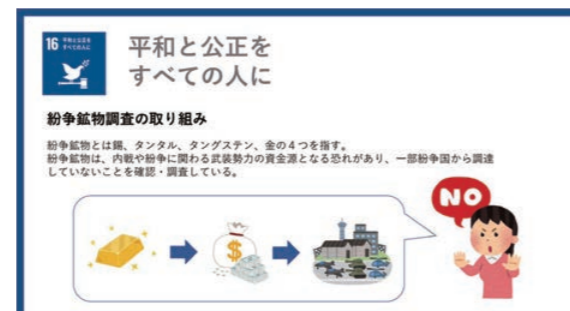 16 平和と公正を
すべての人に
平和と公正を
すべての人に
紛争鉱物調査の取り組み
紛争鉱物とは錫、タンタル、タングステン、金の４つを指す。
紛争鉱物は、内戦や紛争に関わる武装勢力の資金源となる恐れがあり、一部紛争国から調達
していないことを確認・調査している。
NO
$